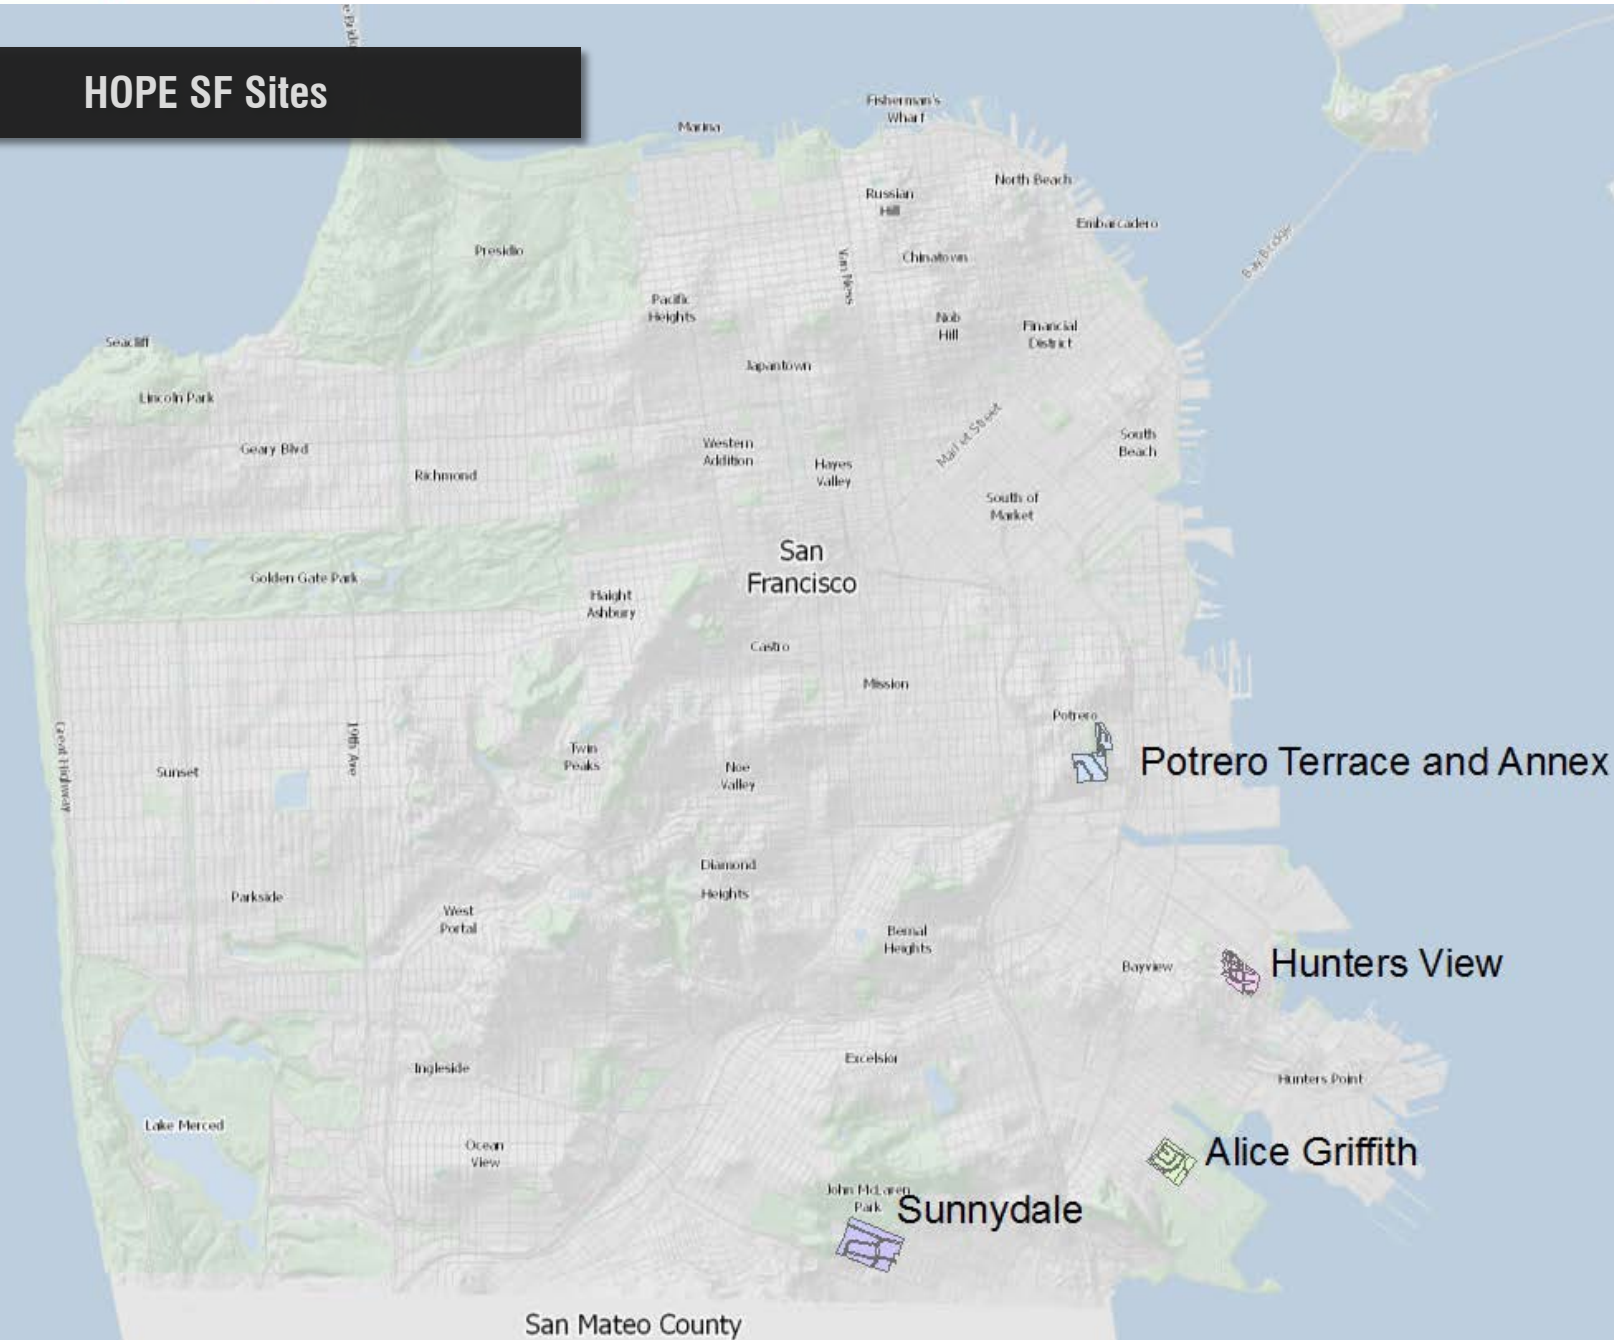 HOPE SF Sites
Fisherman's
Wharf
Marina
North Beach
Russian
Hill
Embarcadero
Presidio
Van Ness
Chinatown
Bay Bridge
Pacific
Heights
Nob
Hill
Financial
District
Seacliff
Japantown
Lincoln Park
Market Street
Geary Blvd
Western
Addition
South
Beach
Richmond
Hayes
Valley
South of
Market
San
Francisco
Golden Gate Park
Haight
Ashbury
Castro
Mission
Potrero
Great Highway
19th Ave
Sunset
Twin
Peaks
Noe
Valley
Potrero Terrace and Annex
Diamond
Heights
Parkside
West
Portal
Bernal
Heights
Bayview
Hunters View
Excelsior
Ingleside
Hunters Point
Lake Merced
Ocean
View
Alice Griffith
John McLaren
Park
Sunnydale
San Mateo County